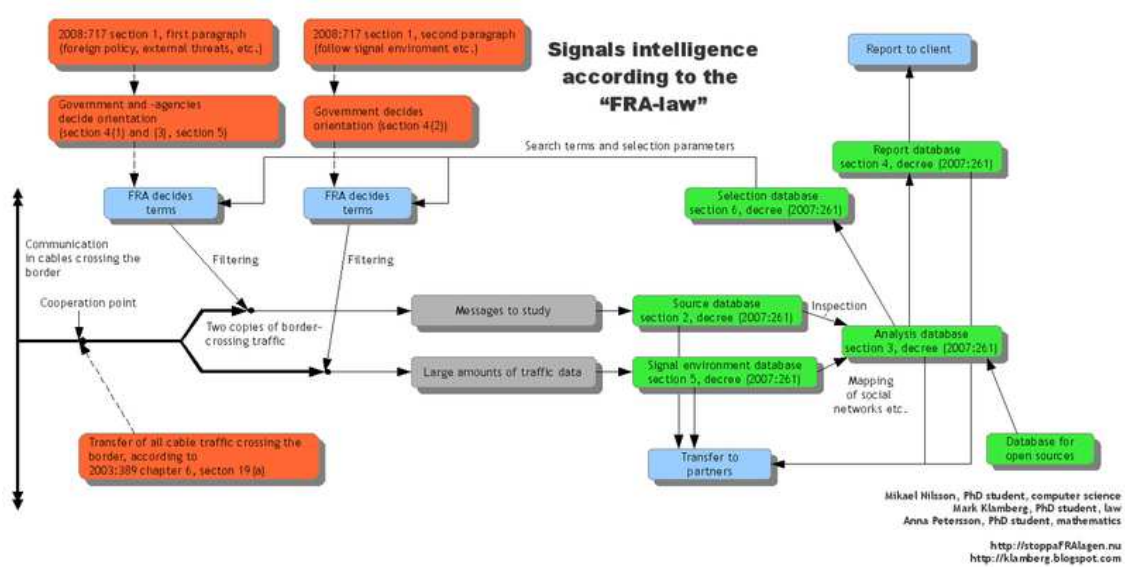 2008:717 section 1, first paragraph
(foreign policy, external threats, etc.)
2008:717 section 1, second paragraph
(follow signal enviroment etc.)
Signals intelligence
according to the
“FRA-law”
Report to client
Government and -agencies
decide orientation
(section 4(1) and (3), section 5)
Government decides
orientation (section 4(2))
Search terms and selection parameters
Report database
section 4, decree (2007:261)
FRA decides
terms
FRA decides
terms
Selection database
section 6, decree (2007:261)
Communication
in cables crossing the
border
Filtering
Filtering
Cooperation point
Two copies of border-
crossing traffic
Messages to study
Source database
section 2, decree (2007:261)
Inspection
Analysis database
section 3, decree (2007:261)
Large amounts of traffic data
Signal environment database
section 5, decree (2007:261)
Mapping
of social
networks etc.
Transfer of all cable traffic crossing the
border, according to
2003:389 chapter 6, secton 19(a)
Transfer to
partners
Database for
open sources
Mikael Nilsson, PhD student, computer science
Mark Klamberg, PhD student, law
Anna Petersson, PhD student, mathematics
http://stoppaFRAlagen.nu
http://klamberg.blogspot.com